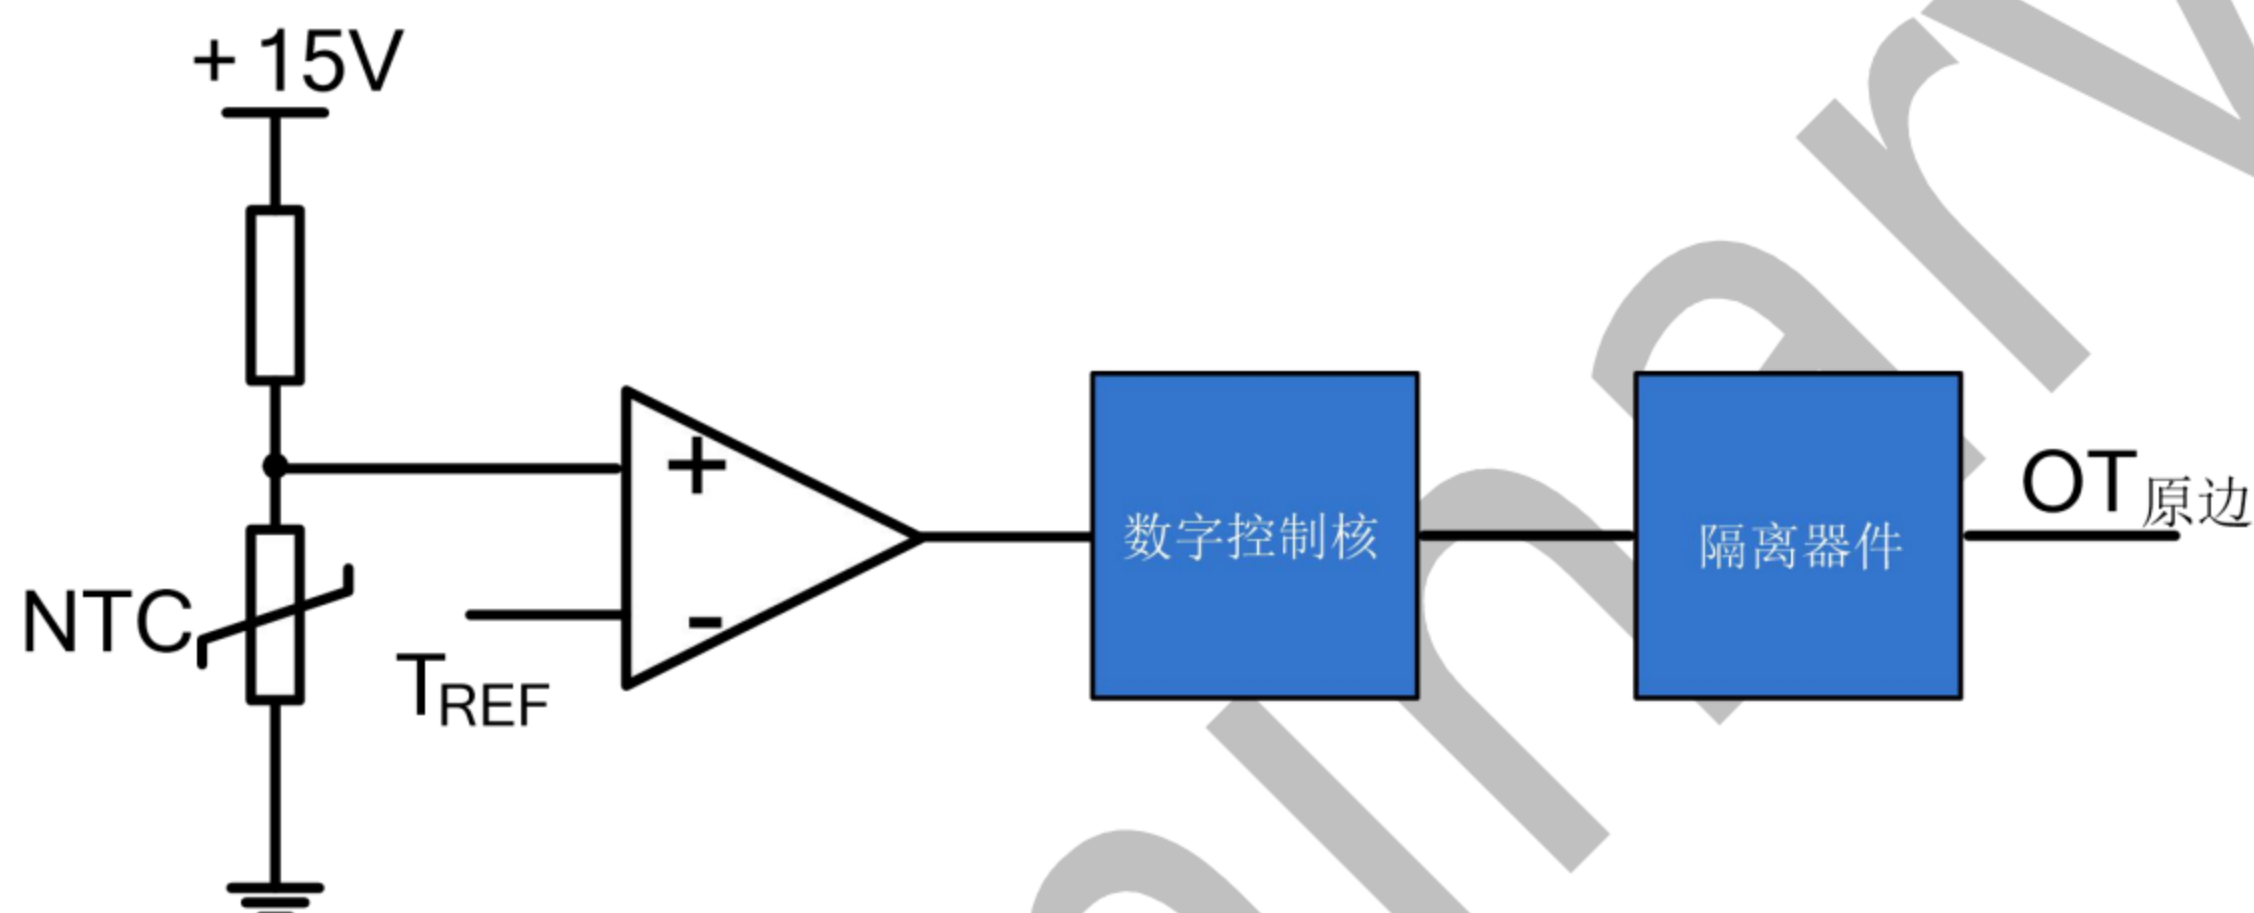 +15V
NTC
+
-
TREF
数字控制核
隔离器件
OT原边